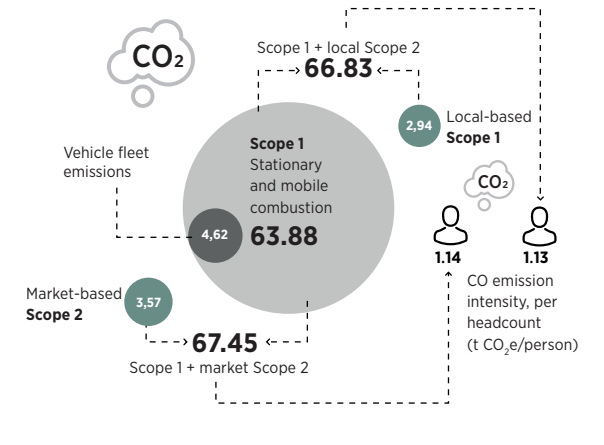 CO2
Scope 1 + local Scope 2
66.83
2,94
Local-based
Scope 1
Vehicle fleet
emissions
Scope 1
Stationary
and mobile
combustion
63.88
4,62
CO2
1.14
1.13
CO emission
intensity, per
headcount
(t CO2e/person)
Market-based
Scope 2
3,57
67.45
Scope 1 + market Scope 2